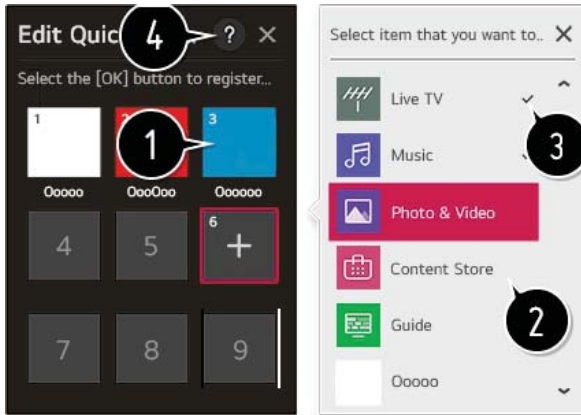 Edit Quic
4
?
Select the [OK] button to register...
1
3
1
Ooooo
OooOoo
Oooooo
4
5
6
7
8
9
Select item that you want to..
Live TV
3
Music
Photo & Video
Content Store
Guide
2
Ooooo